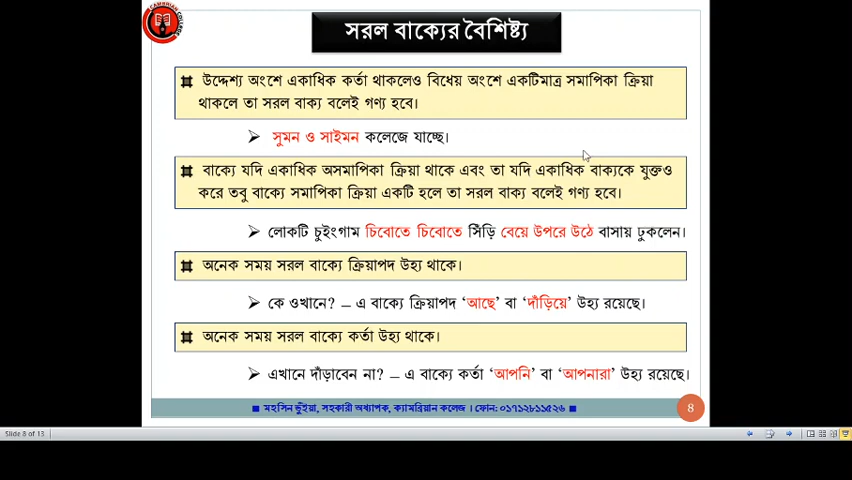 CAMBRIAN COLLEGE
সরল বাক্যের বৈশিষ্ট্য
উদ্দেশ্য অংশে একাধিক কর্তা থাকলেও বিধেয় অংশে একটিমাত্র সমাপিকা ক্রিয়া
থাকলে তা সরল বাক্য বলেই গণ্য হবে।
➢ সুমন ও সাইমন কলেজে যাচ্ছে।
বাক্যে যদি একাধিক অসমাপিকা ক্রিয়া থাকে এবং তা যদি একাধিক বাক্যকে যুক্তও
করে তবু বাক্যে সমাপিকা ক্রিয়া একটি হলে তা সরল বাক্য বলেই গণ্য হবে।
➢ লোকটি চুইংগাম চিবোতে চিবোতে সিঁড়ি বেয়ে উপরে উঠে বাসায় ঢুকলেন।
অনেক সময় সরল বাক্যে ক্রিয়াপদ উহ্য থাকে।
➢ কে ওখানে? – এ বাক্যে ক্রিয়াপদ ‘আছে’ বা ‘দাঁড়িয়ে’ উহ্য রয়েছে।
অনেক সময় সরল বাক্যে কর্তা উহ্য থাকে।
➢ এখানে দাঁড়াবেন না? – এ বাক্যে কর্তা ‘আপনি’ বা ‘আপনারা’ উহ্য রয়েছে।
■ মহসিন ভুঁইয়া, সহকারী অধ্যাপক, ক্যামব্রিয়ান কলেজ । ফোন: ০১৭১২৮১১৫২৬ ■
8
Slide 8 of 13